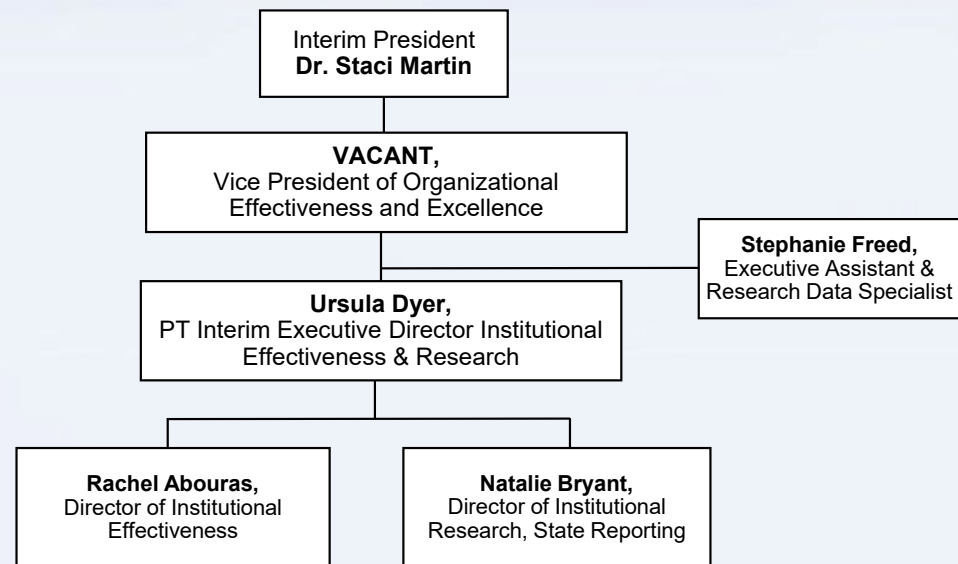 Interim President
Dr. Staci Martin
VACANT,
Vice President of Organizational
Effectiveness and Excellence
Stephanie Freed,
Executive Assistant &
Research Data Specialist
Ursula Dyer,
PT Interim Executive Director Institutional
Effectiveness & Research
Rachel Abouras,
Director of Institutional
Effectiveness
Natalie Bryant,
Director of Institutional
Research, State Reporting